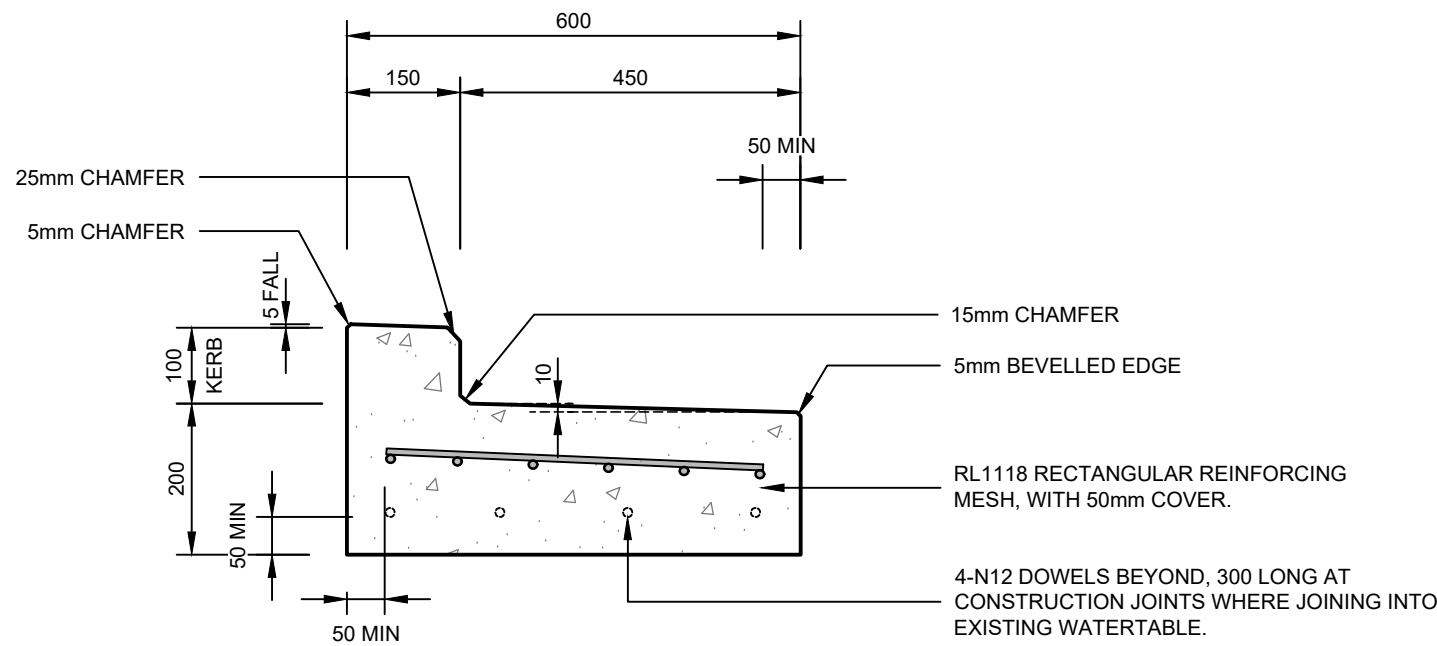 600
150
450
50 MIN
25mm CHAMFER
5mm CHAMFER
5 FALL
15mm CHAMFER
100
KERB
10
5mm BEVELLED EDGE
200
RL1118 RECTANGULAR REINFORCING
MESH, WITH 50mm COVER.
50 MIN
4-N12 DOWELS BEYOND, 300 LONG AT
CONSTRUCTION JOINTS WHERE JOINING INTO
EXISTING WATERTABLE.
50 MIN